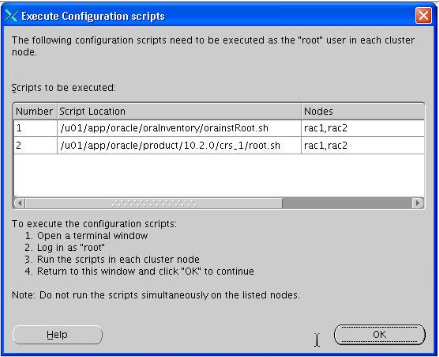 Execute Configuration scripts
The following configuration scripts need to be executed as the "root" user in each cluster
node.
Scripts to be executed:
Number Script Location Nodes
1 /u01/app/oracle/oraInventory/orainstRoot.sh rac1,rac2
2 /u01/app/oracle/product/10.2.0/crs_1/root.sh rac1,rac2
To execute the configuration scripts:
1. Open a terminal window
2. Log in as "root"
3. Run the scripts in each cluster node
4. Return to this window and click "OK" to continue
Note: Do not run the scripts simultaneously on the listed nodes.
Help OK